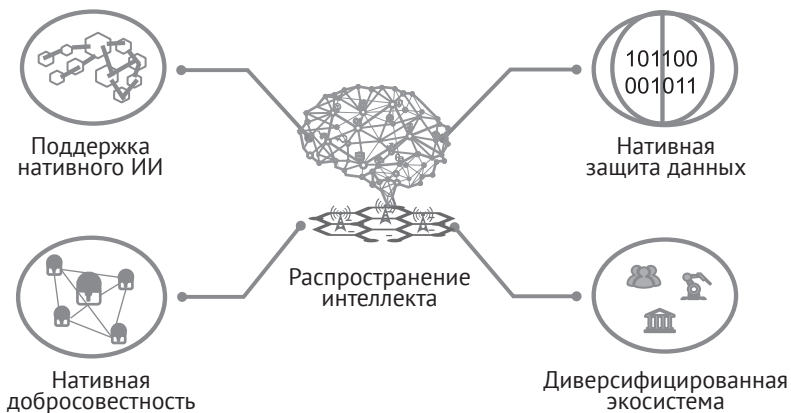 101100
001011
Поддержка
нативного ИИ
Нативная
защита данных
Распространение
интеллекта
Нативная
добросовестность
Диверсифицированная
экосистема